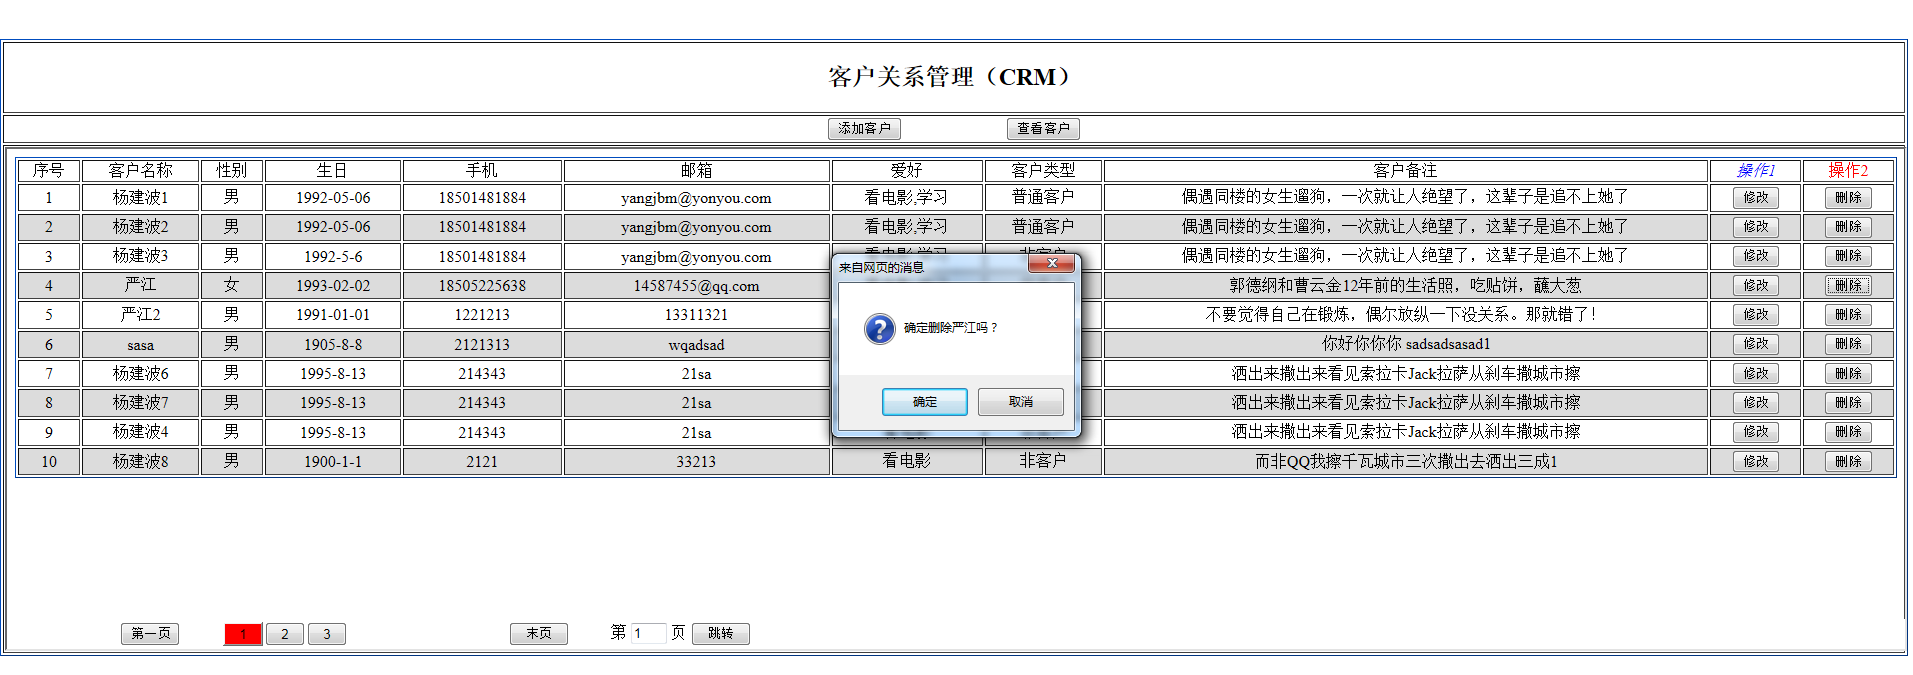 客户关系管理（CRM）
添加客户 查看客户
序号 客户名称 性别 生日 手机 邮箱 爱好 客户类型 客户备注 操作1 操作2
1 杨建波1 男 1992-05-06 18501481884 yangjbm@yonyou.com 看电影,学习 普通客户 偶遇同楼的女生遛狗，一次就让人绝望了，这辈子是追不上她了 修改 删除
2 杨建波2 男 1992-05-06 18501481884 yangjbm@yonyou.com 看电影,学习 普通客户 偶遇同楼的女生遛狗，一次就让人绝望了，这辈子是追不上她了 修改 删除
3 杨建波3 男 1992-5-6 18501481884 yangjbm@yonyou.com 偶遇同楼的女生遛狗，一次就让人绝望了，这辈子是追不上她了 修改 删除
4 严江 女 1993-02-02 18505225638 14587455@qq.com 郭德纲和曹云金12年前的生活照，吃贴饼，蘸大葱 修改 删除
5 严江2 男 1991-01-01 1221213 13311321 不要觉得自己在锻炼，偶尔放纵一下没关系。那就错了！ 修改 删除
6 sasa 男 1905-8-8 2121313 wqadsad 你好你你你 sadsadsasad1 修改 删除
7 杨建波6 男 1995-8-13 214343 21sa 洒出来撒出来看见索拉卡Jack拉萨从刹车撒城市擦 修改 删除
8 杨建波7 男 1995-8-13 214343 21sa 洒出来撒出来看见索拉卡Jack拉萨从刹车撒城市擦 修改 删除
9 杨建波4 男 1995-8-13 214343 21sa 洒出来撒出来看见索拉卡Jack拉萨从刹车撒城市擦 修改 删除
10 杨建波8 男 1900-1-1 2121 33213 看电影 非客户 而非QQ我擦千瓦城市三次撒出去洒出三成1 修改 删除
来自网页的消息
确定删除严江吗？
确定 取消
第一页 1 2 3 末页 第 1 页 跳转